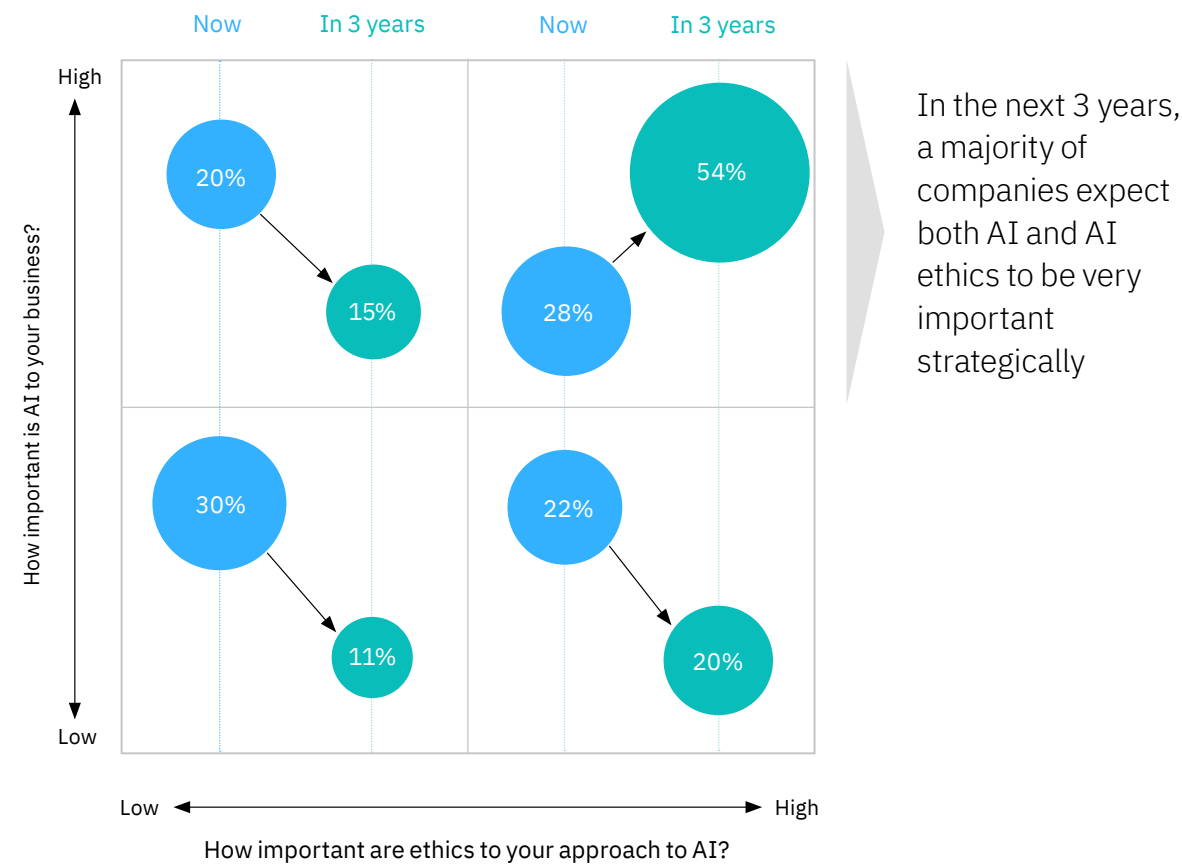 Now
In 3 years
Now
In 3 years
High
How important is AI to your business?
Low
20%
15%
28%
54%
30%
11%
22%
20%
Low
High
How important are ethics to your approach to AI?
In the next 3 years,
a majority of
companies expect
both AI and AI
ethics to be very
important
strategically